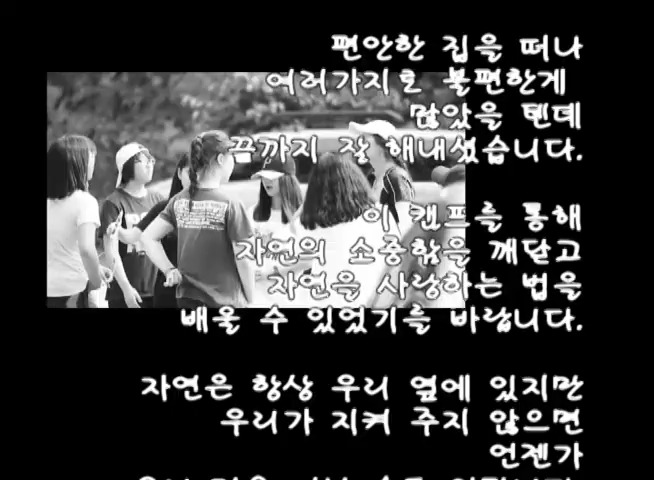 편안한 집을 떠나
여러가지로 불편한게
많았을 텐데
끝까지 잘 해내셨습니다.
이 캠프를 통해
자연의 소중함을 깨닫고
자연을 사랑하는 법을
배울 수 있었기를 바랍니다.
자연은 항상 우리 옆에 있지만
우리가 지켜 주지 않으면
언젠가